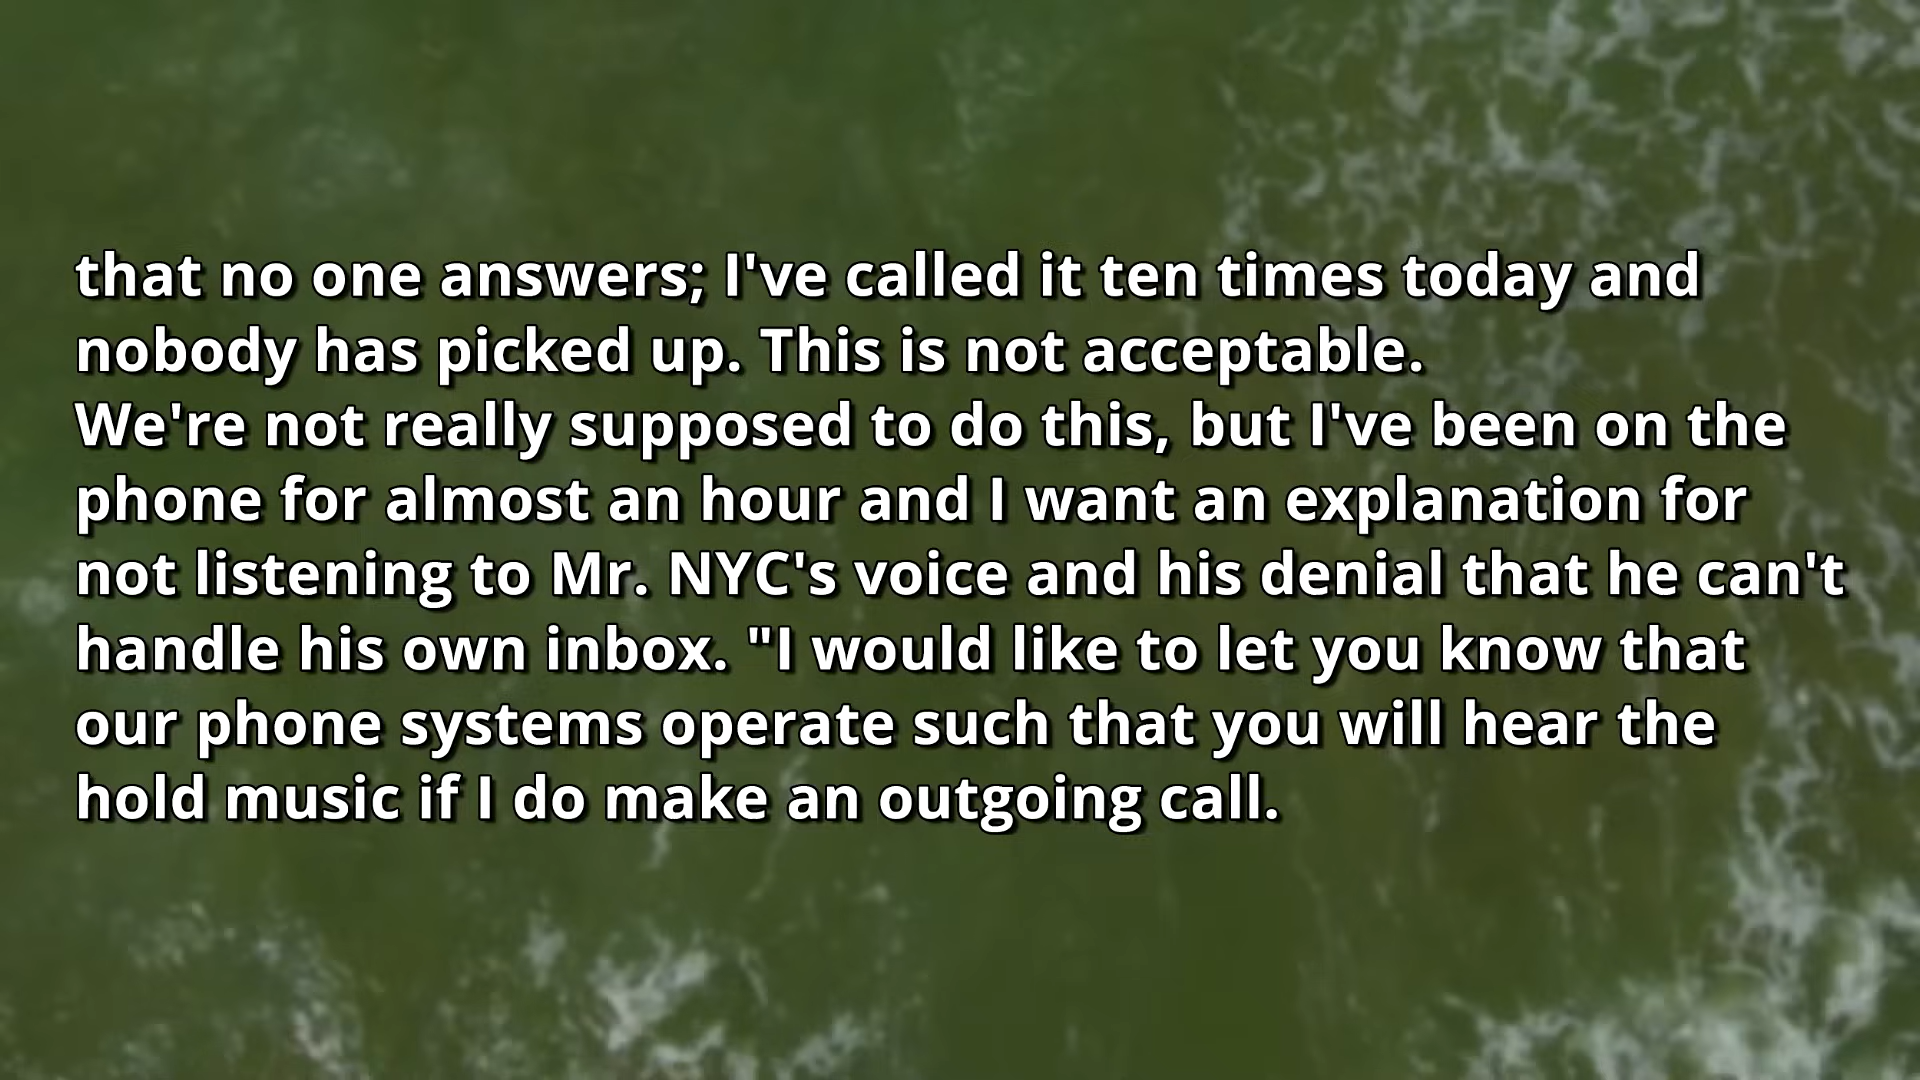 that no one answers; I've called it ten times today and
nobody has picked up. This is not acceptable.
We're not really supposed to do this, but I've been on the
phone for almost an hour and I want an explanation for
not listening to Mr. NYC's voice and his denial that he can't
handle his own inbox. "I would like to let you know that
our phone systems operate such that you will hear the
hold music if I do make an outgoing call.